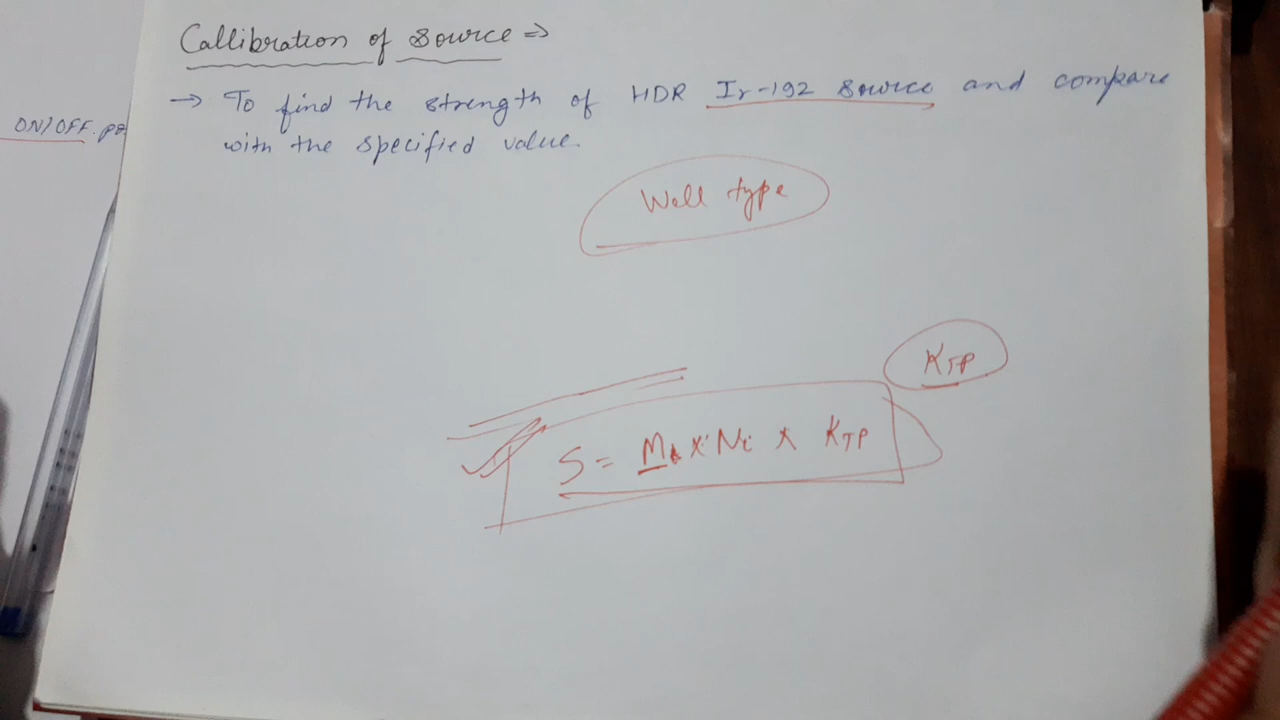 Callibration of Source =>
→ To find the strength of HDR Ir-192 source and compare
with the specified value.
ON/OFF.
Well type
KTP
S = M × Ni × KTP